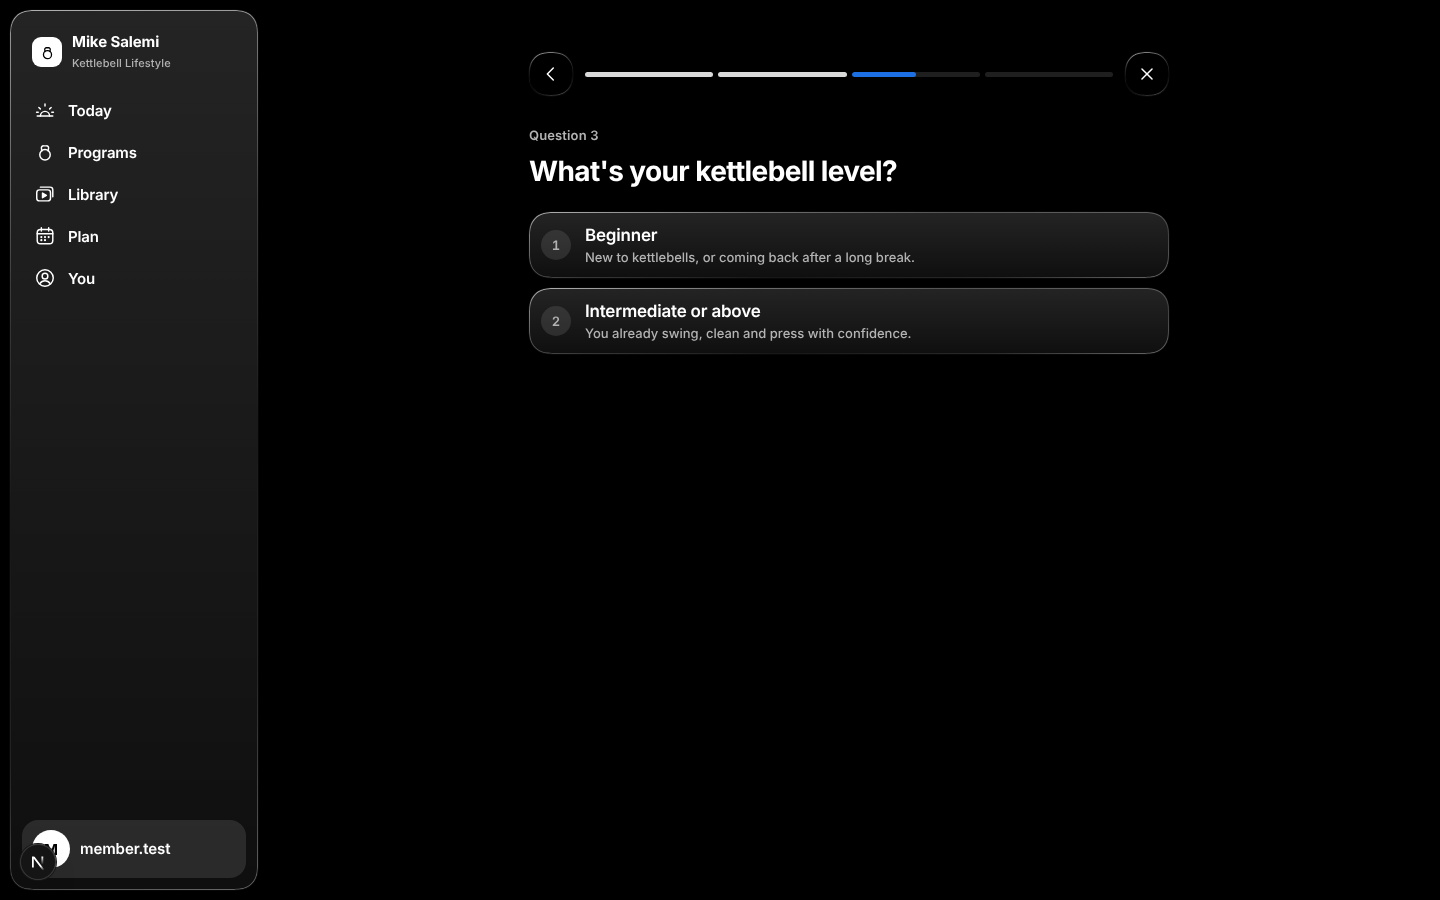 Mike Salemi
Kettlebell Lifestyle
Today
Programs
Library
Plan
You
member.test
Question 3
What's your kettlebell level?
1
Beginner
New to kettlebells, or coming back after a long break.
2
Intermediate or above
You already swing, clean and press with confidence.